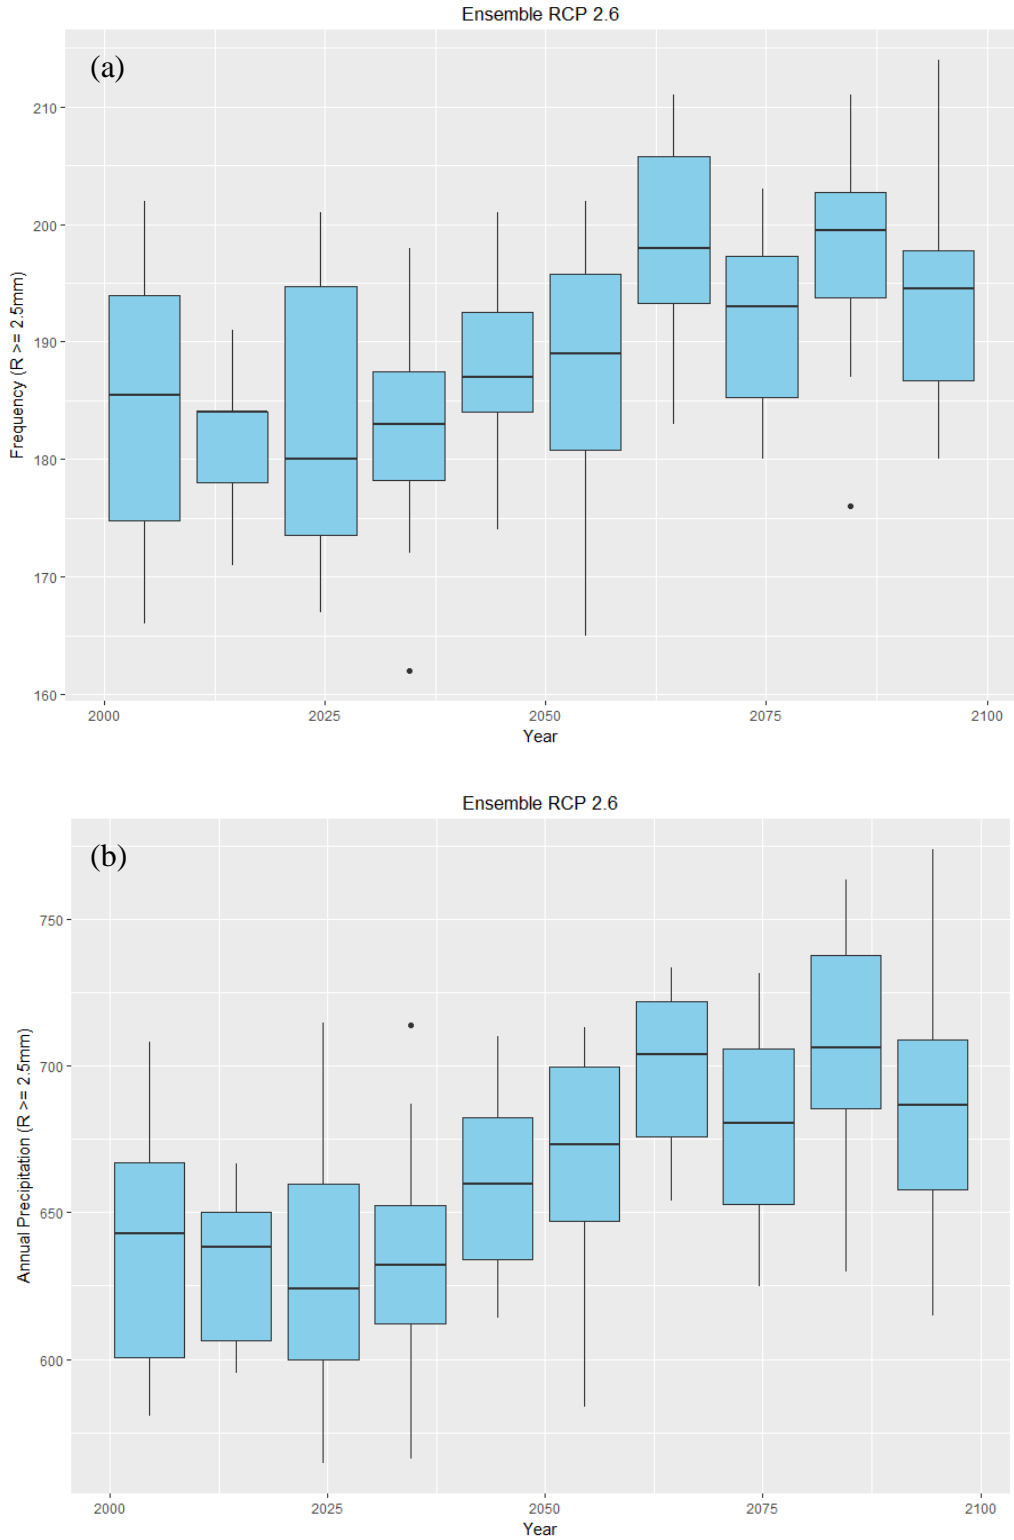 Ensemble RCP 2.6
(a)
210
200
190
180
170
160
Frequency (R >= 2.5mm)
2000 2025 2050 2075 2100
Year
Ensemble RCP 2.6
(b)
750
700
650
600
Annual Precipitation (R >= 2.5mm)
2000 2025 2050 2075 2100
Year